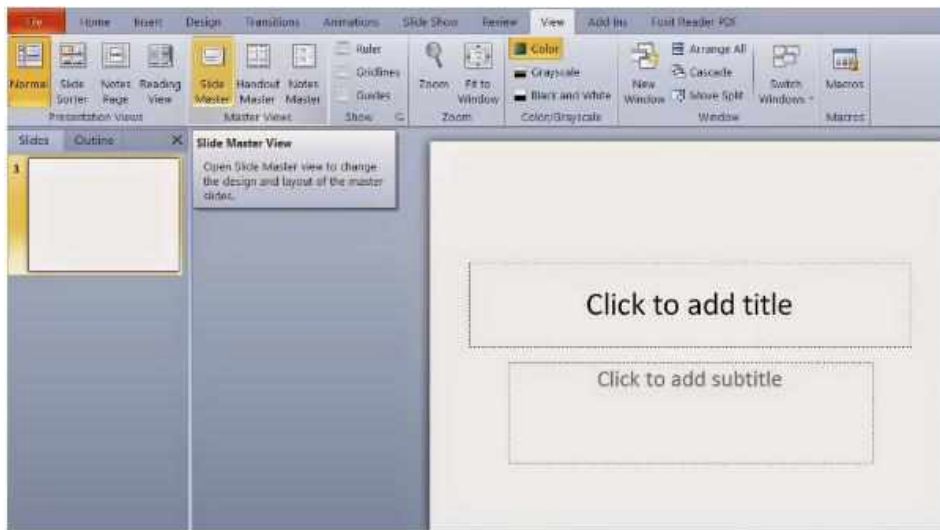 File Home Insert Design Transitions Animations Slide Show Review View Add-Ins Foxit Reader PDF
Normal Slide Sorter Notes Page Reading View
Presentation Views
Slide Master Handout Master Notes Master
Master Views
Ruler
Gridlines
Guides
Show
Zoom Fit to Window
Zoom
Color
Grayscale
Black and White
Color/Grayscale
New Window
Arrange All
Cascade
Move Split
Switch Windows
Window
Macros
Macros
Slides Outline
Slide Master View
Open Slide Master view to change
the design and layout of the master
slides.
Click to add title
Click to add subtitle